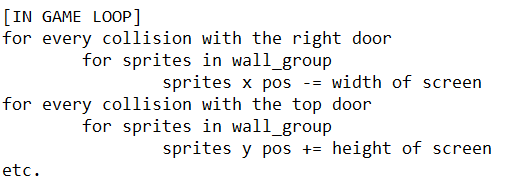 [IN GAME LOOP]
for every collision with the right door
        for sprites in wall_group
                sprites x pos -= width of screen
for every collision with the top door
        for sprites in wall_group
                sprites y pos += height of screen
etc.